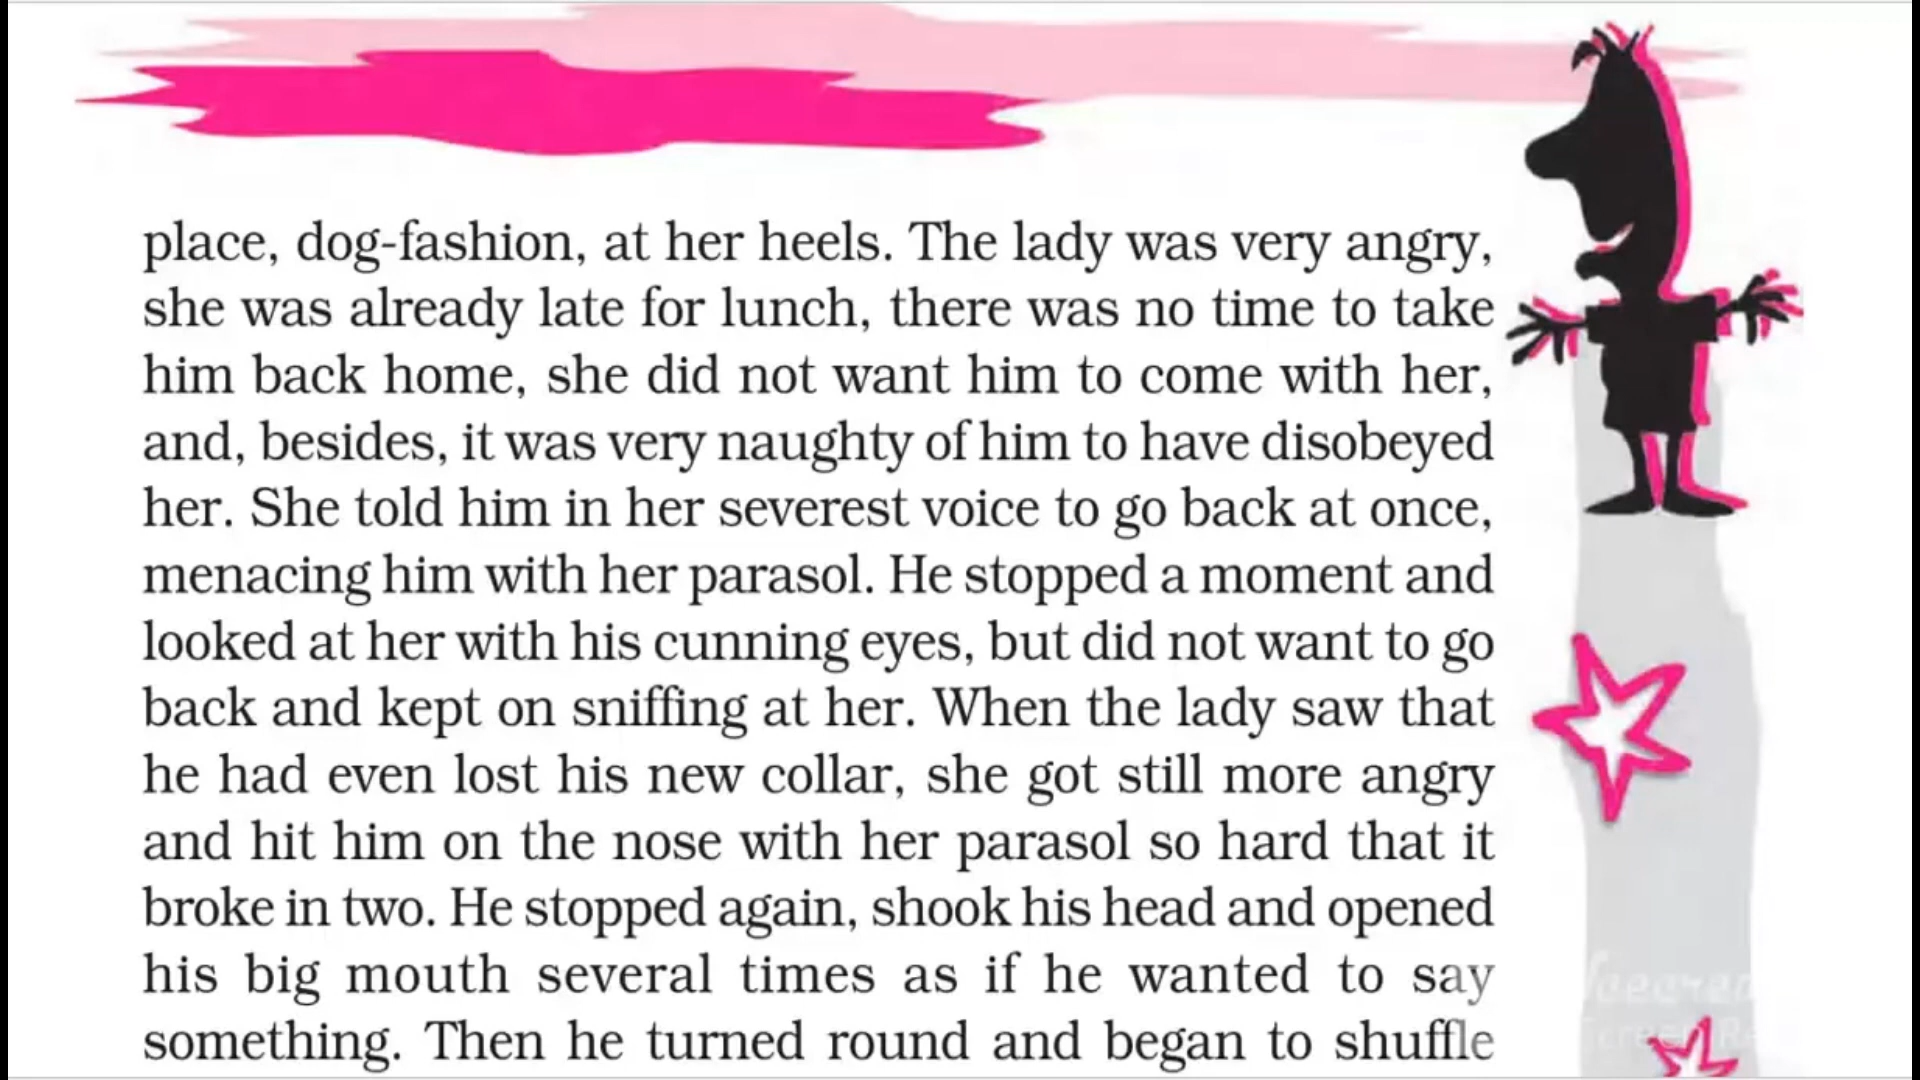 place, dog-fashion, at her heels. The lady was very angry,
she was already late for lunch, there was no time to take
him back home, she did not want him to come with her,
and, besides, it was very naughty of him to have disobeyed
her. She told him in her severest voice to go back at once,
menacing him with her parasol. He stopped a moment and
looked at her with his cunning eyes, but did not want to go
back and kept on sniffing at her. When the lady saw that
he had even lost his new collar, she got still more angry
and hit him on the nose with her parasol so hard that it
broke in two. He stopped again, shook his head and opened
his big mouth several times as if he wanted to say
something. Then he turned round and began to shuffle